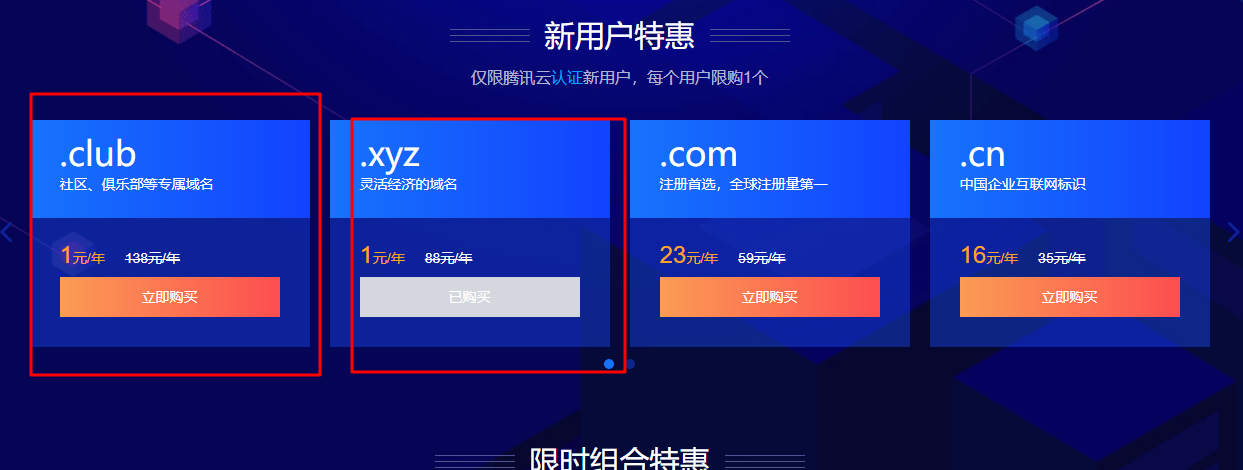 新用户特惠
仅限腾讯云认证新用户，每个用户限购1个
.club
社区、俱乐部等专属域名
1元/年 138元/年
立即购买
.xyz
灵活经济的域名
1元/年 88元/年
已购买
.com
注册首选，全球注册量第一
23元/年 59元/年
立即购买
.cn
中国企业互联网标识
16元/年 35元/年
立即购买
限时组合特惠